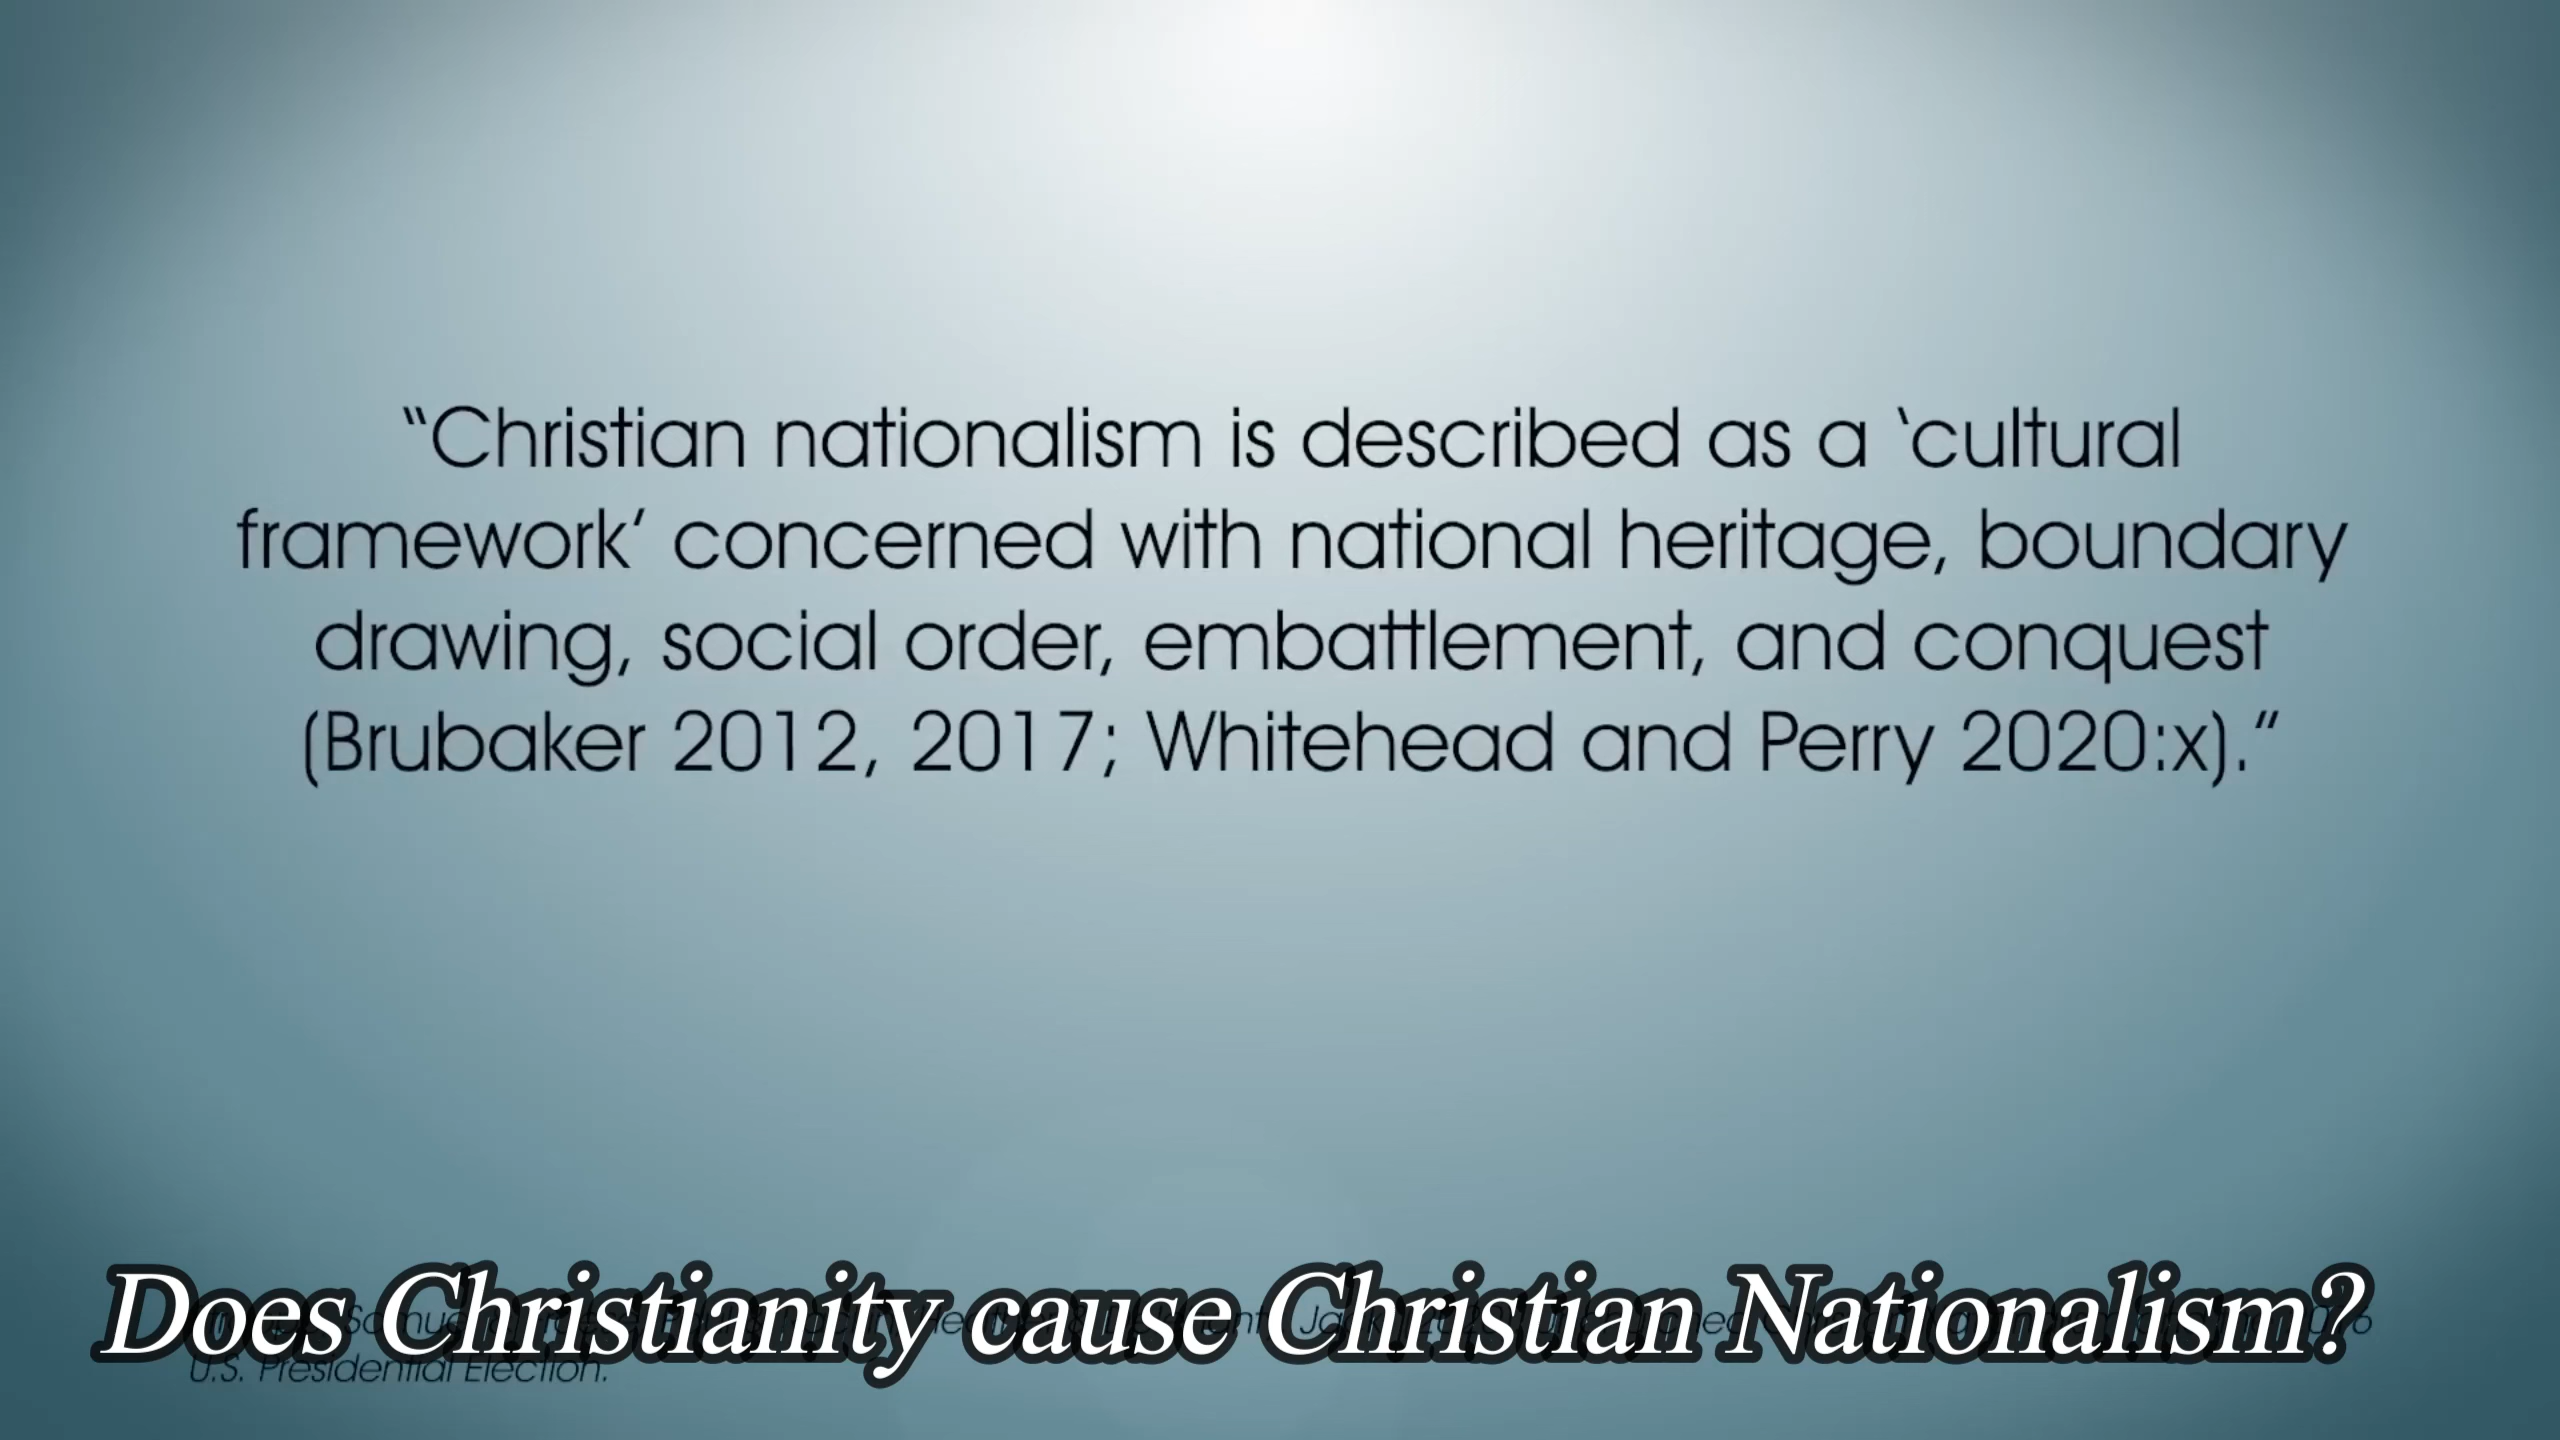 “Christian nationalism is described as a ‘cultural
framework’ concerned with national heritage, boundary
drawing, social order, embattlement, and conquest
(Brubaker 2012, 2017; Whitehead and Perry 2020:x).”
Does Christianity cause Christian Nationalism?
U.S. Presidential Election.